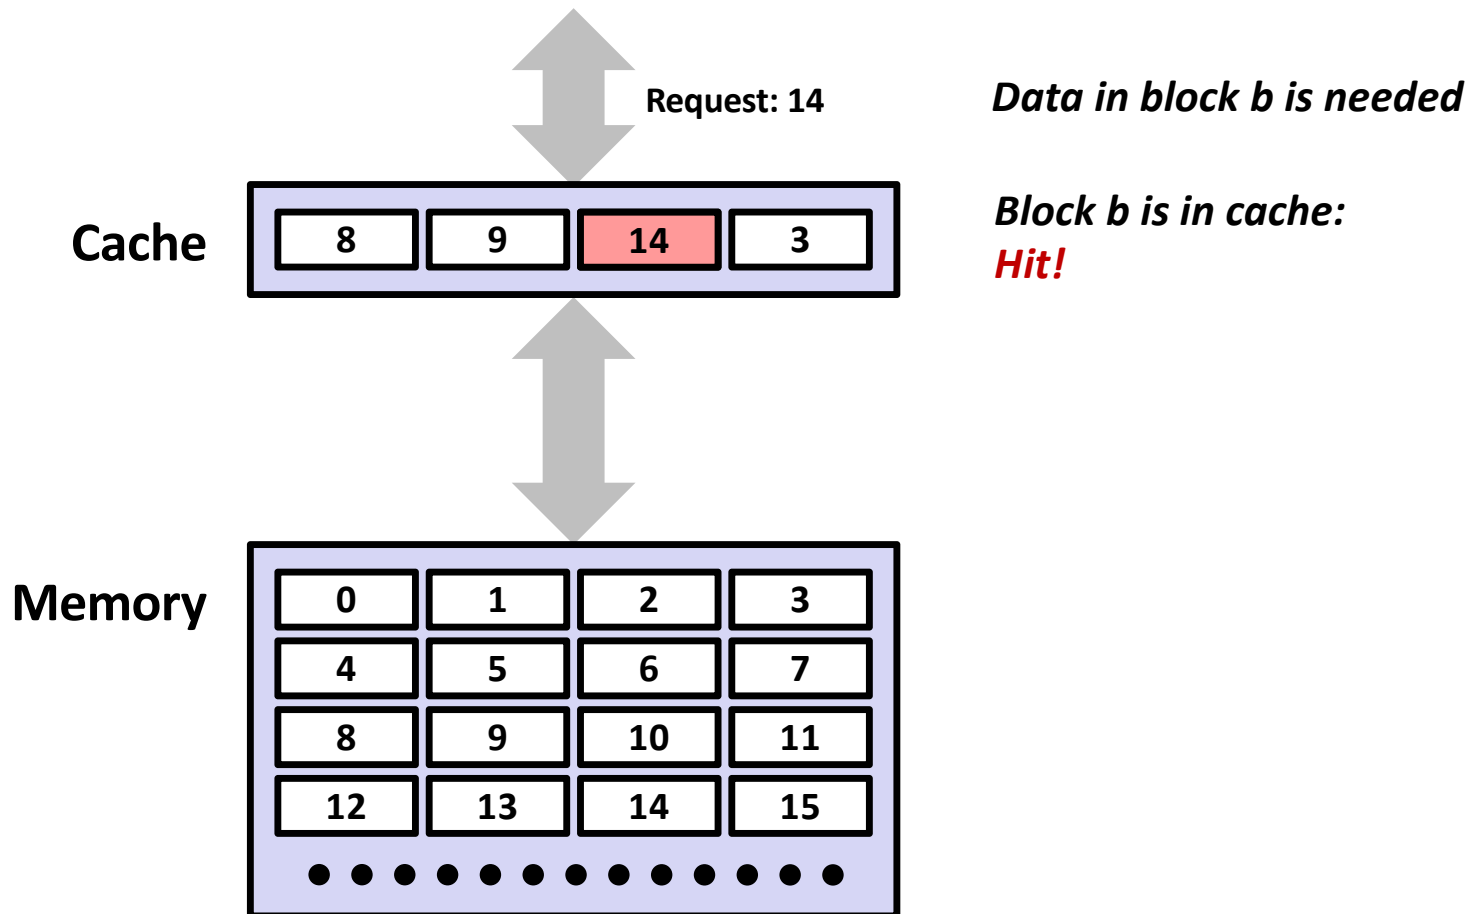 Request: 14
Data in block b is needed
Cache
8 9 14 3
Block b is in cache:
Hit!
Memory
0 1 2 3
4 5 6 7
8 9 10 11
12 13 14 15